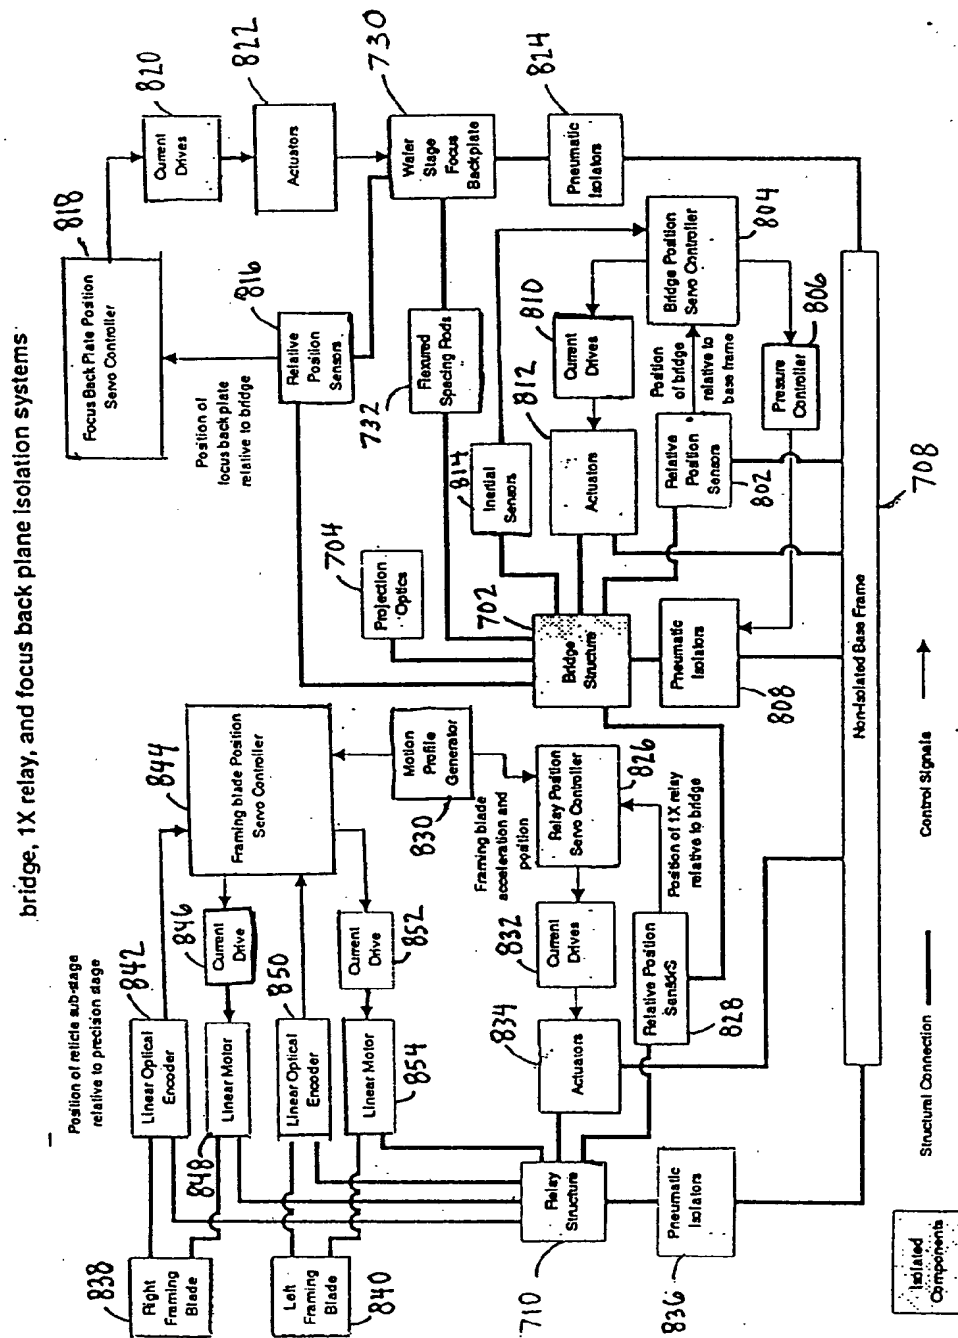 bridge, 1X relay, and focus back plane isolation systems
818
Focus Back Plate Position
Servo Controller
820
Current
Drives
822
Actuators
730
Wafer
Stage
Focus
Backplate
824
Pneumatic
Isolators
Position of
focus back plate
relative to bridge
816
Relative
Position
Sensors
Flexured
Spacing Rods
732
704
Projection
Optics
814
Inertial
Sensors
810
Current
Drives
812
Actuators
Bridge Position
Servo Controller
804
Position
of bridge
relative to
base frame
Relative
Position
Sensors
802
Pressure
Controller
806
702
Bridge
Structure
Pneumatic
Isolators
808
Non-Isolated Base Frame
708
844
Framing blade Position
Servo Controller
Motion
Profile
Generator
830
Framing blade
acceleration and
position
Relay Position
Servo Controller
826
Position of 1X relay
relative to bridge
Position of reticle sub-stage
relative to precision stage
842
Linear Optical
Encoder
846
Current
Drive
Linear Motor
848
850
Linear Optical
Encoder
Current
Drive
852
Linear Motor
854
832
Current
Drives
834
Actuators
Relative Position
Sensors
828
838
Right
Framing
Blade
Left
Framing
Blade
840
710
Relay
Structure
Pneumatic
Isolators
836
Structural Connection
Control Signals
Isolated
Components